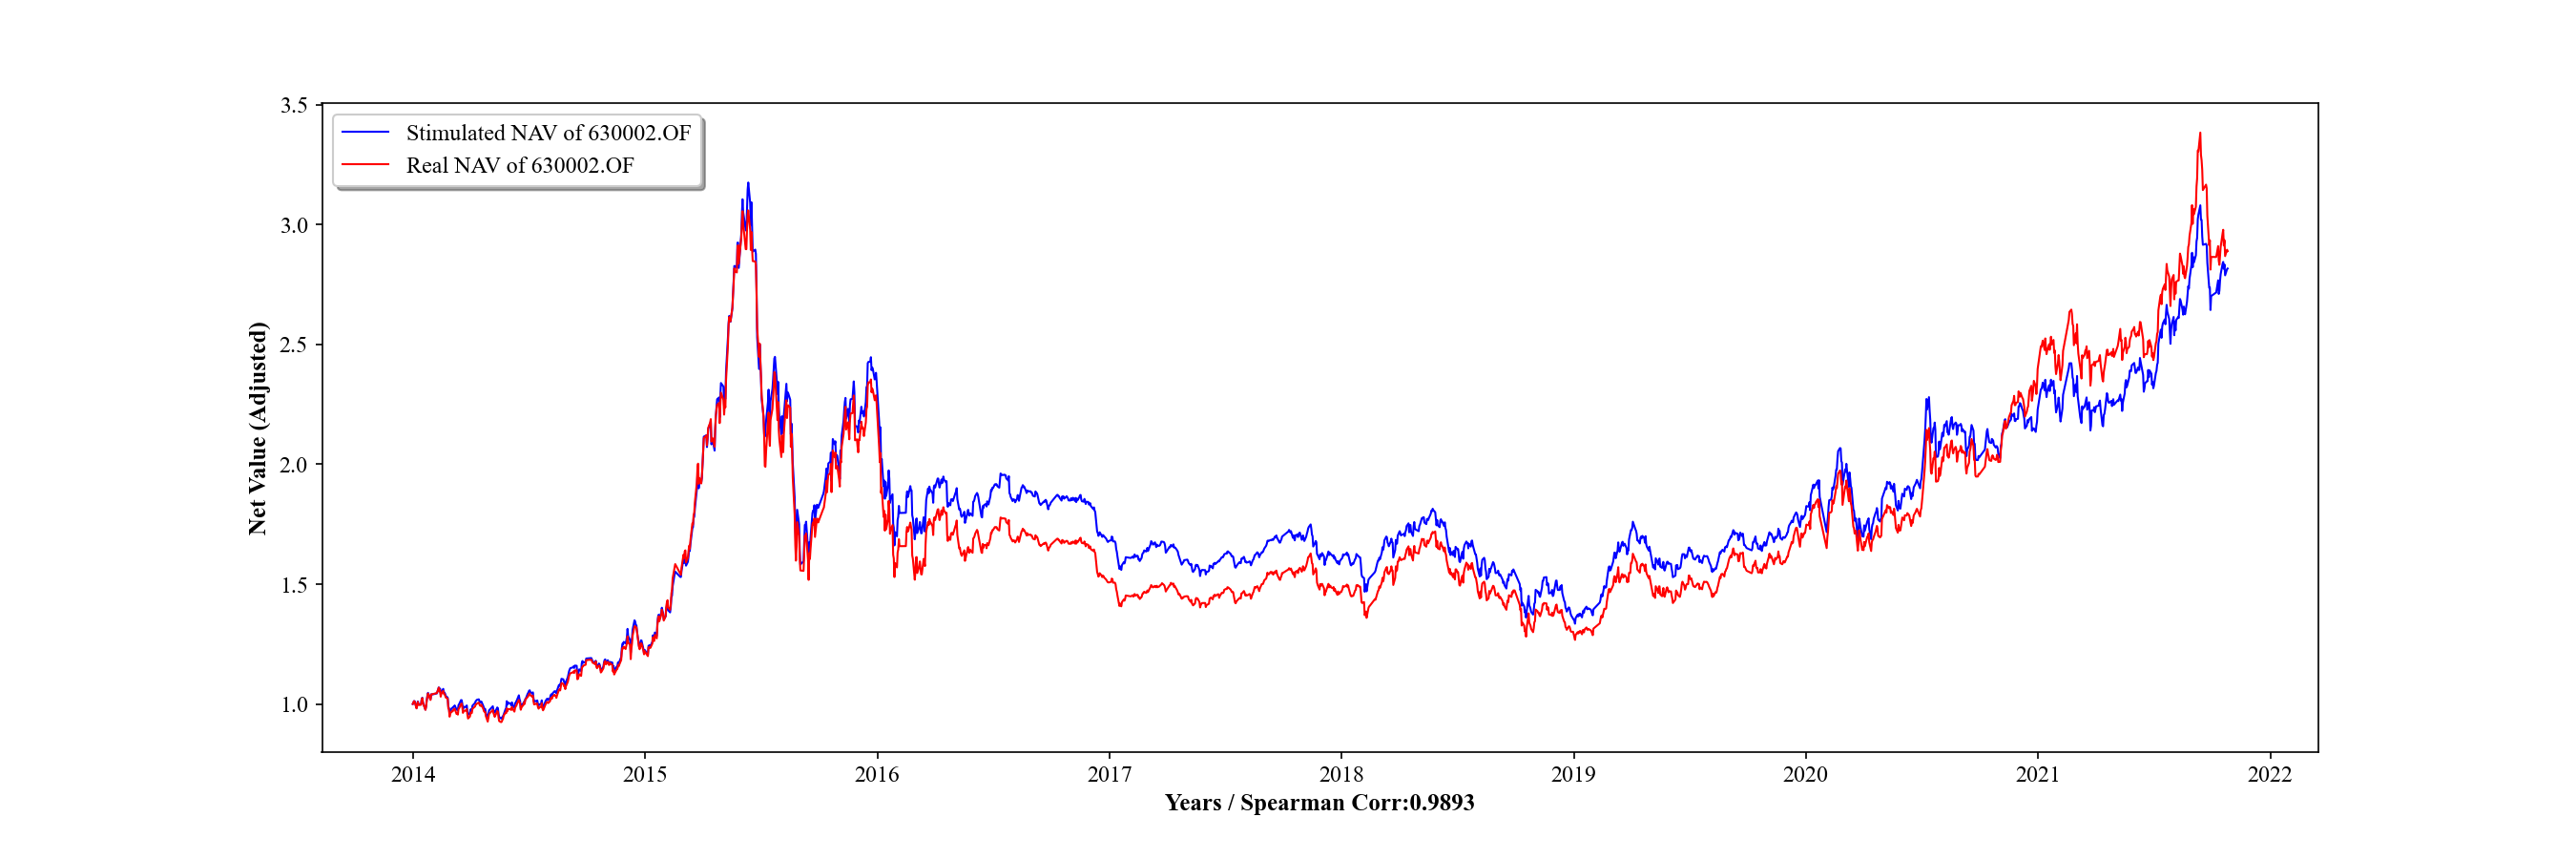 3.5
3.0
2.5
2.0
1.5
1.0
Net Value (Adjusted)
Stimulated NAV of 630002.OF
Real NAV of 630002.OF
2014 2015 2016 2017 2018 2019 2020 2021 2022
Years / Spearman Corr:0.9893